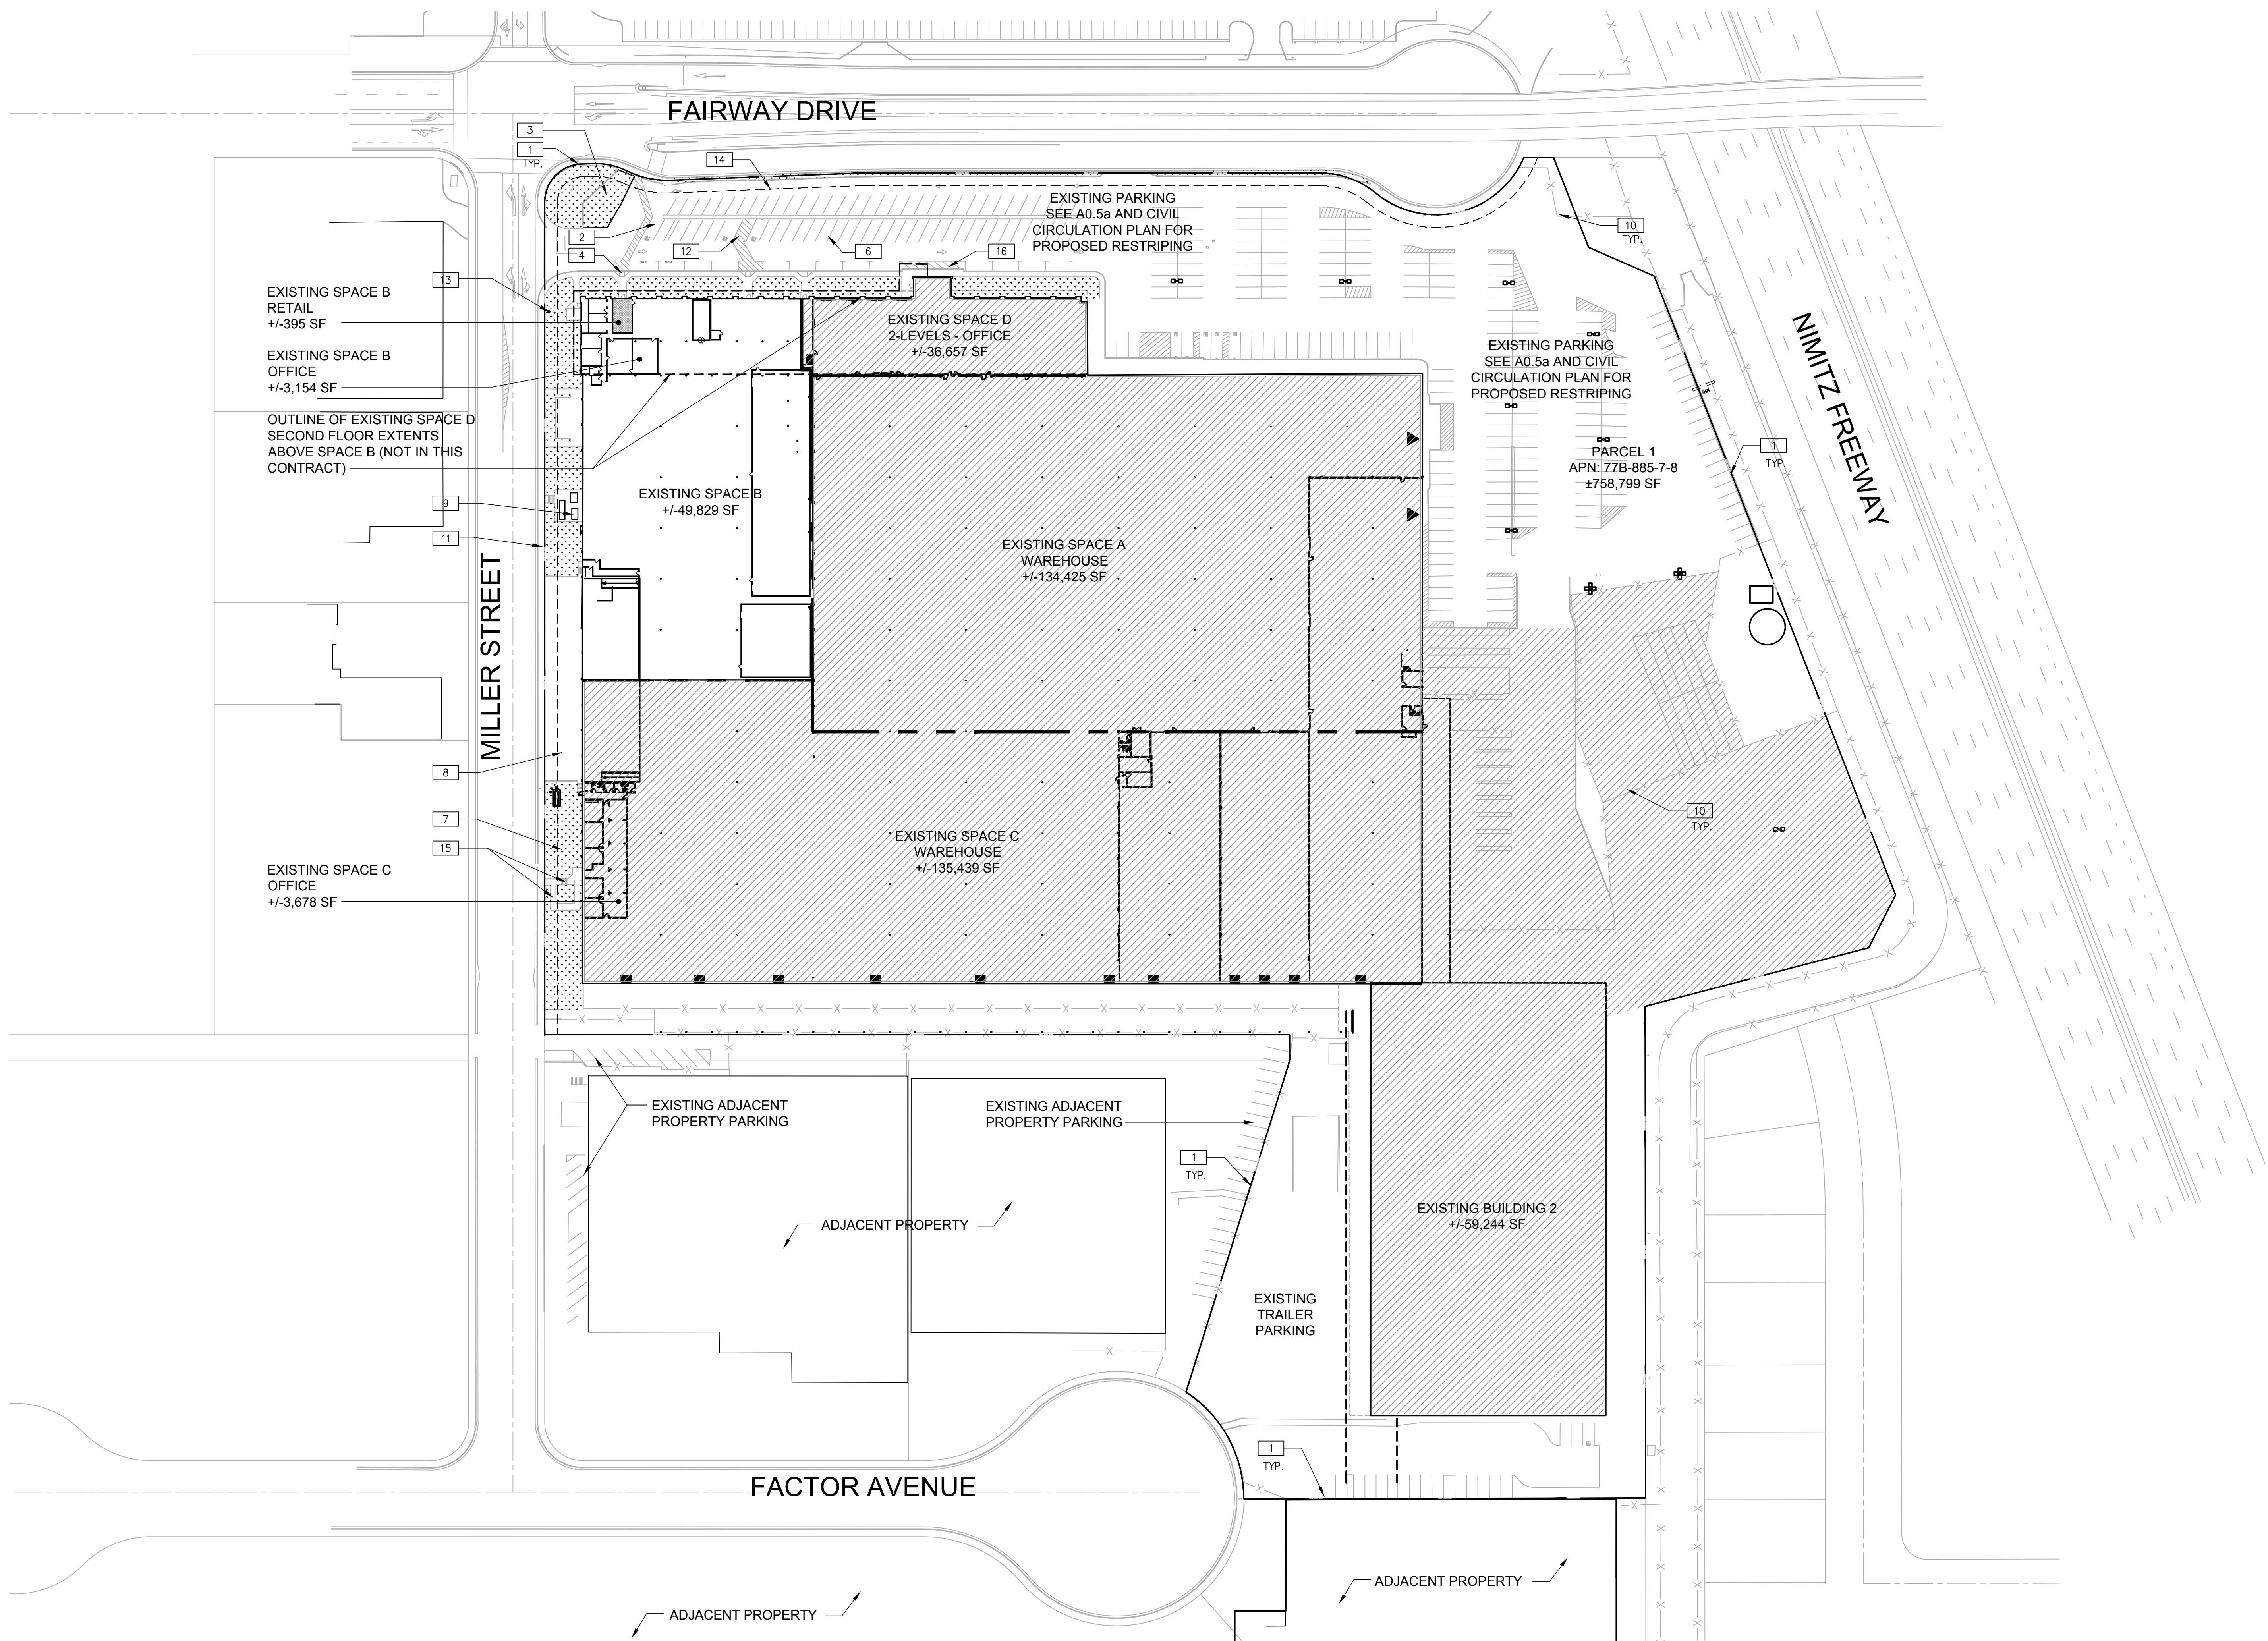 FAIRWAY DRIVE
3
1
TYP.
14
EXISTING PARKING
SEE A0.5a AND CIVIL
CIRCULATION PLAN FOR
PROPOSED RESTRIPING
10
TYP.
2
4
12
6
16
13
EXISTING SPACE B
RETAIL
+/-395 SF
EXISTING SPACE B
OFFICE
+/-3,154 SF
OUTLINE OF EXISTING SPACE D
SECOND FLOOR EXTENTS
ABOVE SPACE B (NOT IN THIS
CONTRACT)
EXISTING SPACE D
2-LEVELS - OFFICE
+/-36,657 SF
EXISTING PARKING
SEE A0.5a AND CIVIL
CIRCULATION PLAN FOR
PROPOSED RESTRIPING
NIMITZ FREEWAY
1
TYP.
PARCEL 1
APN: 77B-885-7-8
±758,799 SF
9
11
EXISTING SPACE B
+/-49,829 SF
EXISTING SPACE A
WAREHOUSE
+/-134,425 SF
MILLER STREET
8
7
15
EXISTING SPACE C
OFFICE
+/-3,678 SF
EXISTING SPACE C
WAREHOUSE
+/-135,439 SF
10
TYP.
EXISTING ADJACENT
PROPERTY PARKING
EXISTING ADJACENT
PROPERTY PARKING
1
TYP.
ADJACENT PROPERTY
EXISTING BUILDING 2
+/-59,244 SF
EXISTING
TRAILER
PARKING
1
TYP.
FACTOR AVENUE
ADJACENT PROPERTY
ADJACENT PROPERTY